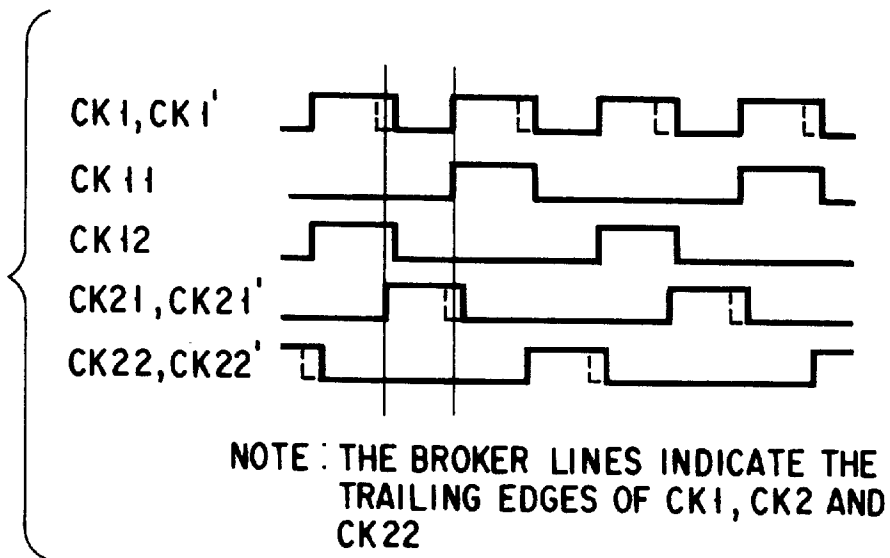 CK1, CK1'
CK11
CK12
CK21, CK21'
CK22, CK22'
NOTE : THE BROKER LINES INDICATE THE
TRAILING EDGES OF CK1, CK2 AND
CK22